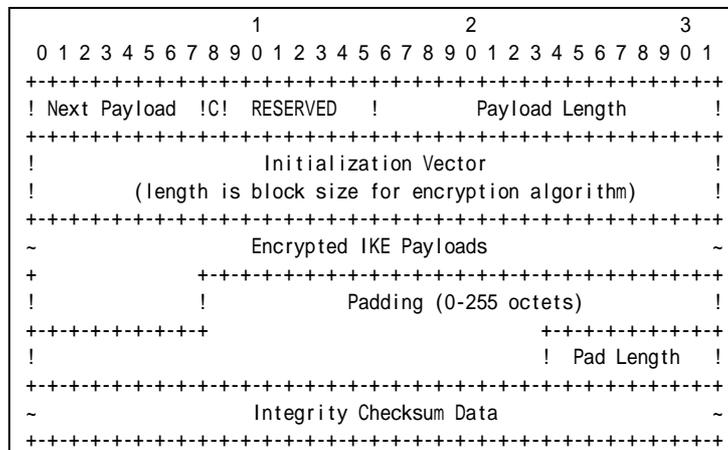 1                   2                   3
 0 1 2 3 4 5 6 7 8 9 0 1 2 3 4 5 6 7 8 9 0 1 2 3 4 5 6 7 8 9 0 1
+-+-+-+-+-+-+-+-+-+-+-+-+-+-+-+-+-+-+-+-+-+-+-+-+-+-+-+-+-+-+-+-+
! Next Payload  !C!  RESERVED   !         Payload Length        !
+-+-+-+-+-+-+-+-+-+-+-+-+-+-+-+-+-+-+-+-+-+-+-+-+-+-+-+-+-+-+-+-+
!                     Initialization Vector                     !
!         (length is block size for encryption algorithm)       !
+-+-+-+-+-+-+-+-+-+-+-+-+-+-+-+-+-+-+-+-+-+-+-+-+-+-+-+-+-+-+-+-+
~                    Encrypted IKE Payloads                     ~
+               +-+-+-+-+-+-+-+-+-+-+-+-+-+-+-+-+-+-+-+-+-+-+-+-+
!               !             Padding (0-255 octets)            !
+-+-+-+-+-+-+-+-+                               +-+-+-+-+-+-+-+-+
!                                               !  Pad Length   !
+-+-+-+-+-+-+-+-+-+-+-+-+-+-+-+-+-+-+-+-+-+-+-+-+-+-+-+-+-+-+-+-+
~                    Integrity Checksum Data                    ~
+-+-+-+-+-+-+-+-+-+-+-+-+-+-+-+-+-+-+-+-+-+-+-+-+-+-+-+-+-+-+-+-+